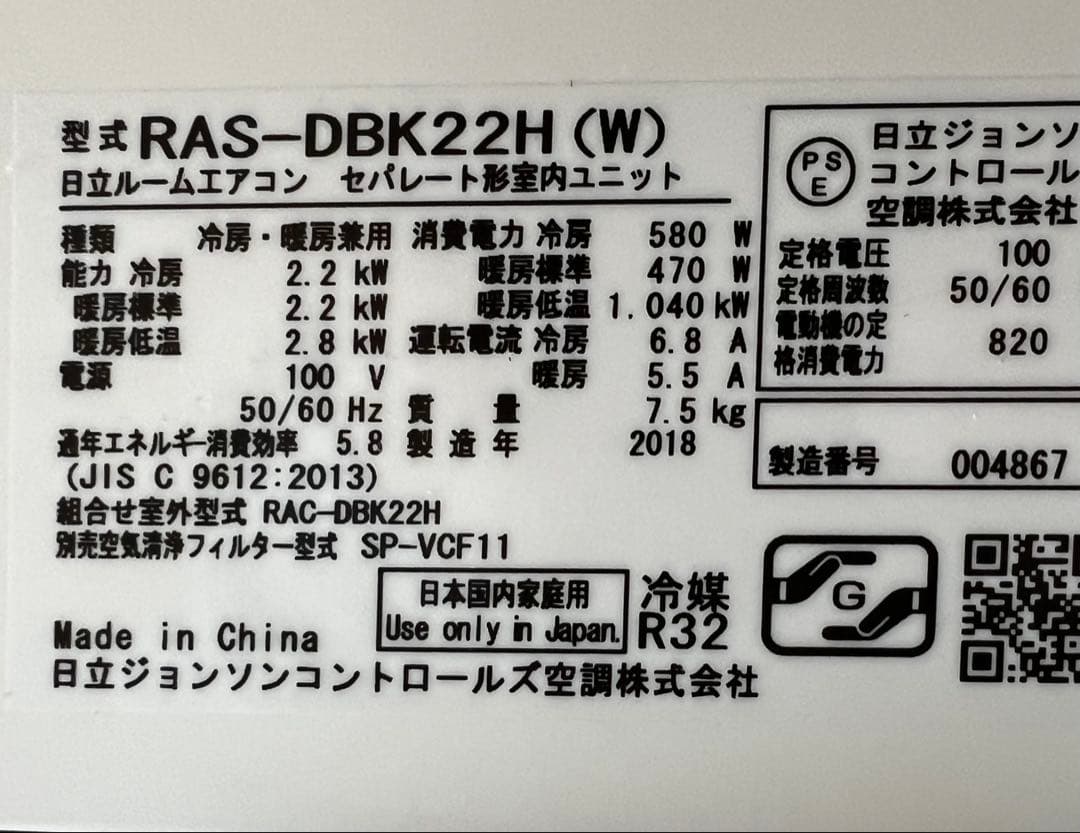 型式 RAS-DBK22H (W)
日立ルームエアコン セパレート形室内ユニット
種類 冷房・暖房兼用
能力 冷房 2.2 kW
暖房標準 2.2 kW
暖房低温 2.8 kW
電源 100 V
50/60 Hz
通年エネルギー消費効率 5.8
(JIS C 9612:2013)
消費電力 冷房 580 W
暖房標準 470 W
暖房低温 1.040 kW
運転電流 冷房 6.8 A
暖房 5.5 A
質量 7.5 kg
製造年 2018
組合せ室外型式 RAC-DBK22H
別売空気清浄フィルター型式 SP-VCF11
日本国内家庭用
Use only in Japan.
冷媒
R32
Made in China
日立ジョンソンコントロールズ空調株式会社
PS
E
日立ジョンソ
コントロール
空調株式会社
定格電圧 100
定格周波数 50/60
電動機の定
格消費電力 820
製造番号 004867
G